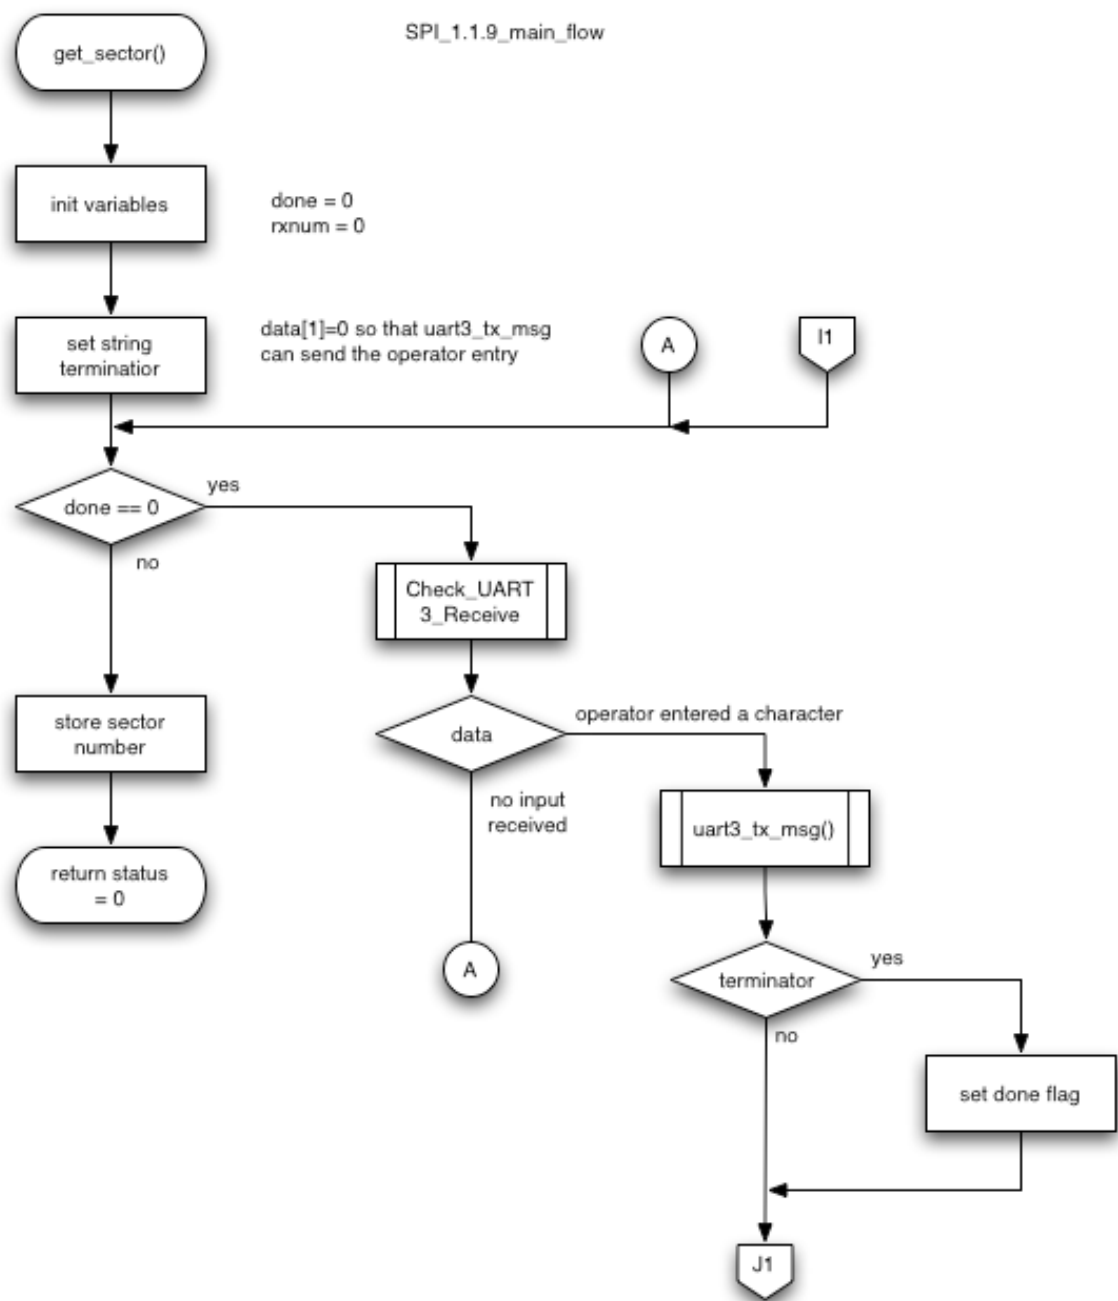 SPI_1.1.9_main_flow
get_sector()
init variables
done = 0
rxnum = 0
set string
terminatior
data[1]=0 so that uart3_tx_msg
can send the operator entry
A
I1
done == 0
yes
no
Check_UART
3_Receive
store sector
number
data
operator entered a character
no input
received
uart3_tx_msg()
return status
= 0
A
terminator
yes
no
set done flag
J1